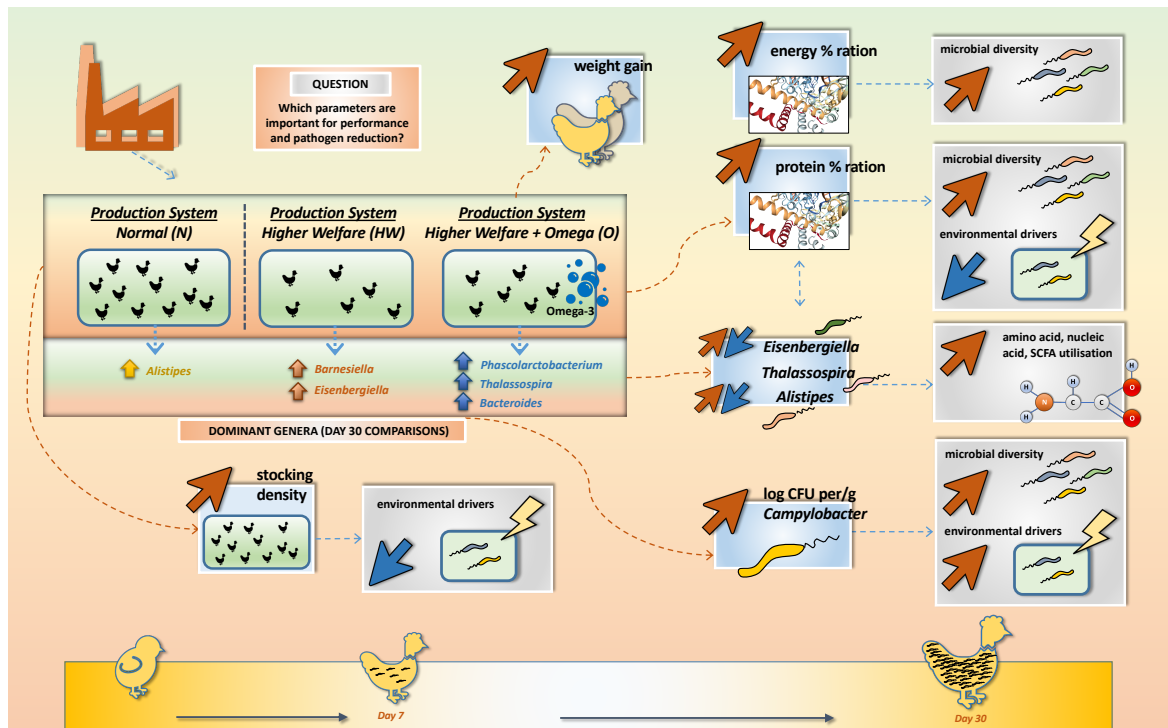 QUESTION
Which parameters are
important for performance
and pathogen reduction?
weight gain
energy % ration
microbial diversity
protein % ration
microbial diversity
environmental drivers
Production System
Normal (N)
Production System
Higher Welfare (HW)
Production System
Higher Welfare + Omega (O)
Omega-3
Alistipes
Barnesiella
Eisenbergiella
Phascolarctobacterium
Thalassospira
Bacteroides
DOMINANT GENERA (DAY 30 COMPARISONS)
Eisenbergiella
Thalassospira
Alistipes
amino acid, nucleic
acid, SCFA utilisation
H
H
N
H
C
C
H
O
O
stocking
density
environmental drivers
log CFU per/g
Campylobacter
microbial diversity
environmental drivers
Day 7
Day 30